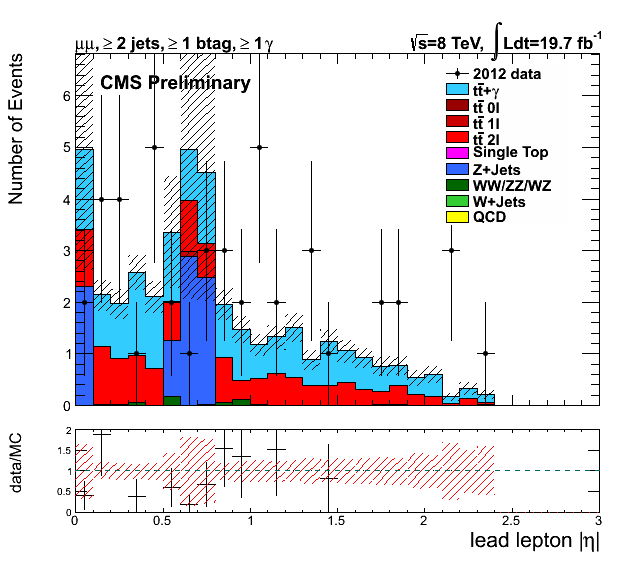 μμ, ≥ 2 jets, ≥ 1 btag, ≥ 1 γ
√s=8 TeV, ∫Ldt=19.7 fb⁻¹
CMS Preliminary
2012 data
tt̄+γ
tt̄ 0l
tt̄ 1l
tt̄ 2l
Single Top
Z+Jets
WW/ZZ/WZ
W+Jets
QCD
Number of Events
6
5
4
3
2
1
0
data/MC
2
1.5
1
0.5
0
0 0.5 1 1.5 2 2.5 3
lead lepton |η|